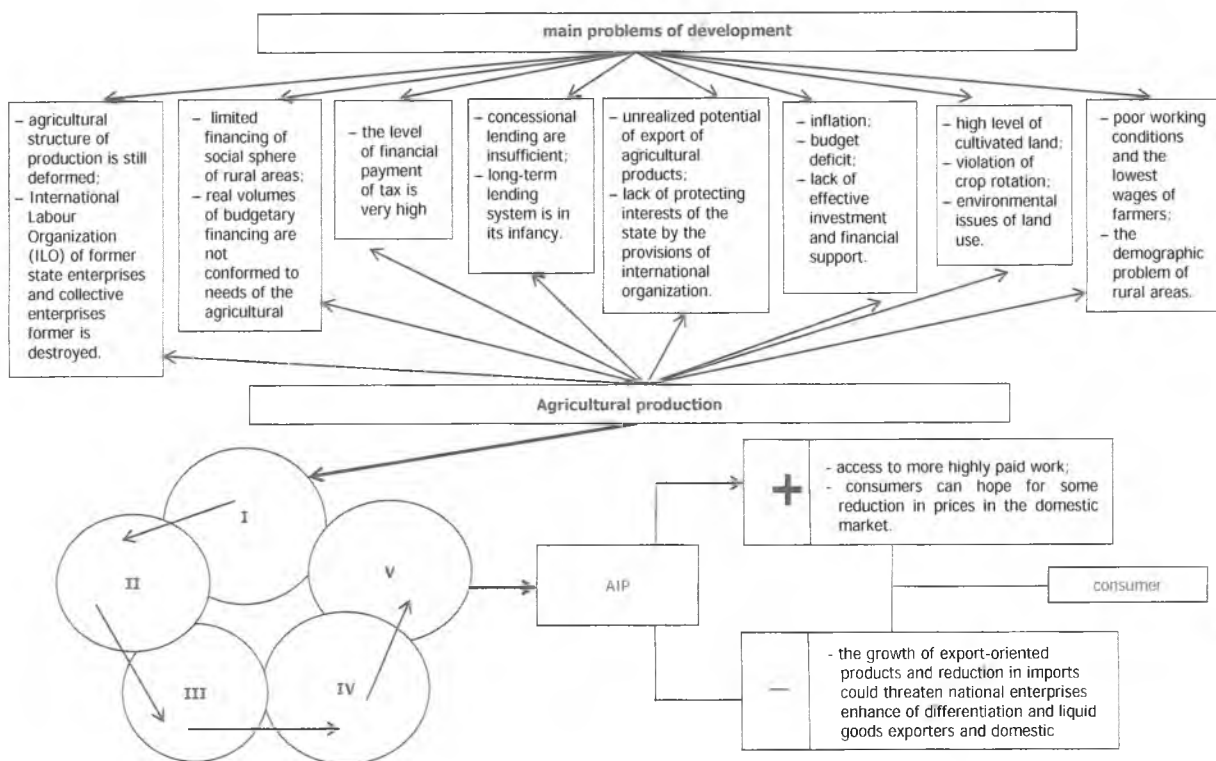 main problems of development
– agricultural
structure of
production is still
deformed;
– International
Labour
Organization
(ILO) of former
state enterprises
and collective
enterprises
former is
destroyed.
– limited
financing of
social sphere
of rural areas;
– real volumes
of budgetary
financing are
not
conformed to
needs of the
agricultural
– the level
of financial
payment
of tax is
very high
– concessional
lending are
insufficient;
– long-term
lending
system is in
its infancy.
– unrealized potential
of export of
agricultural
products;
– lack of protecting
interests of the
state by the
provisions of
international
organization.
– inflation;
– budget
deficit;
– lack of
effective
investment
and financial
support.
– high level of
cultivated land;
– violation of
crop rotation;
– environmental
issues of land
use.
– poor working
conditions
and the
lowest
wages of
farmers;
– the
demographic
problem of
rural areas.
Agricultural production
I
II
III
IV
V
AIP
+
- access to more highly paid work;
- consumers can hope for some
reduction in prices in the domestic
market.
consumer
–
- the growth of export-oriented
products and reduction in imports
could threaten national enterprises
enhance of differentiation and liquid
goods exporters and domestic